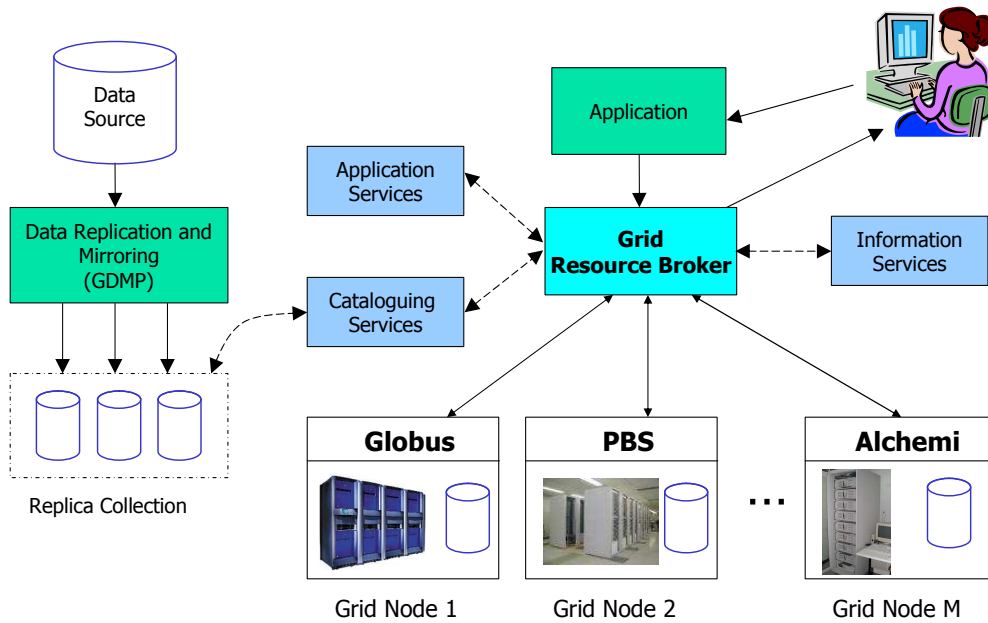 Data
Source
Application
Application
Services
Data Replication and
Mirroring
(GDMP)
Grid
Resource Broker
Information
Services
Cataloguing
Services
Globus
PBS
...
Alchemi
Replica Collection
Grid Node 1
Grid Node 2
Grid Node M